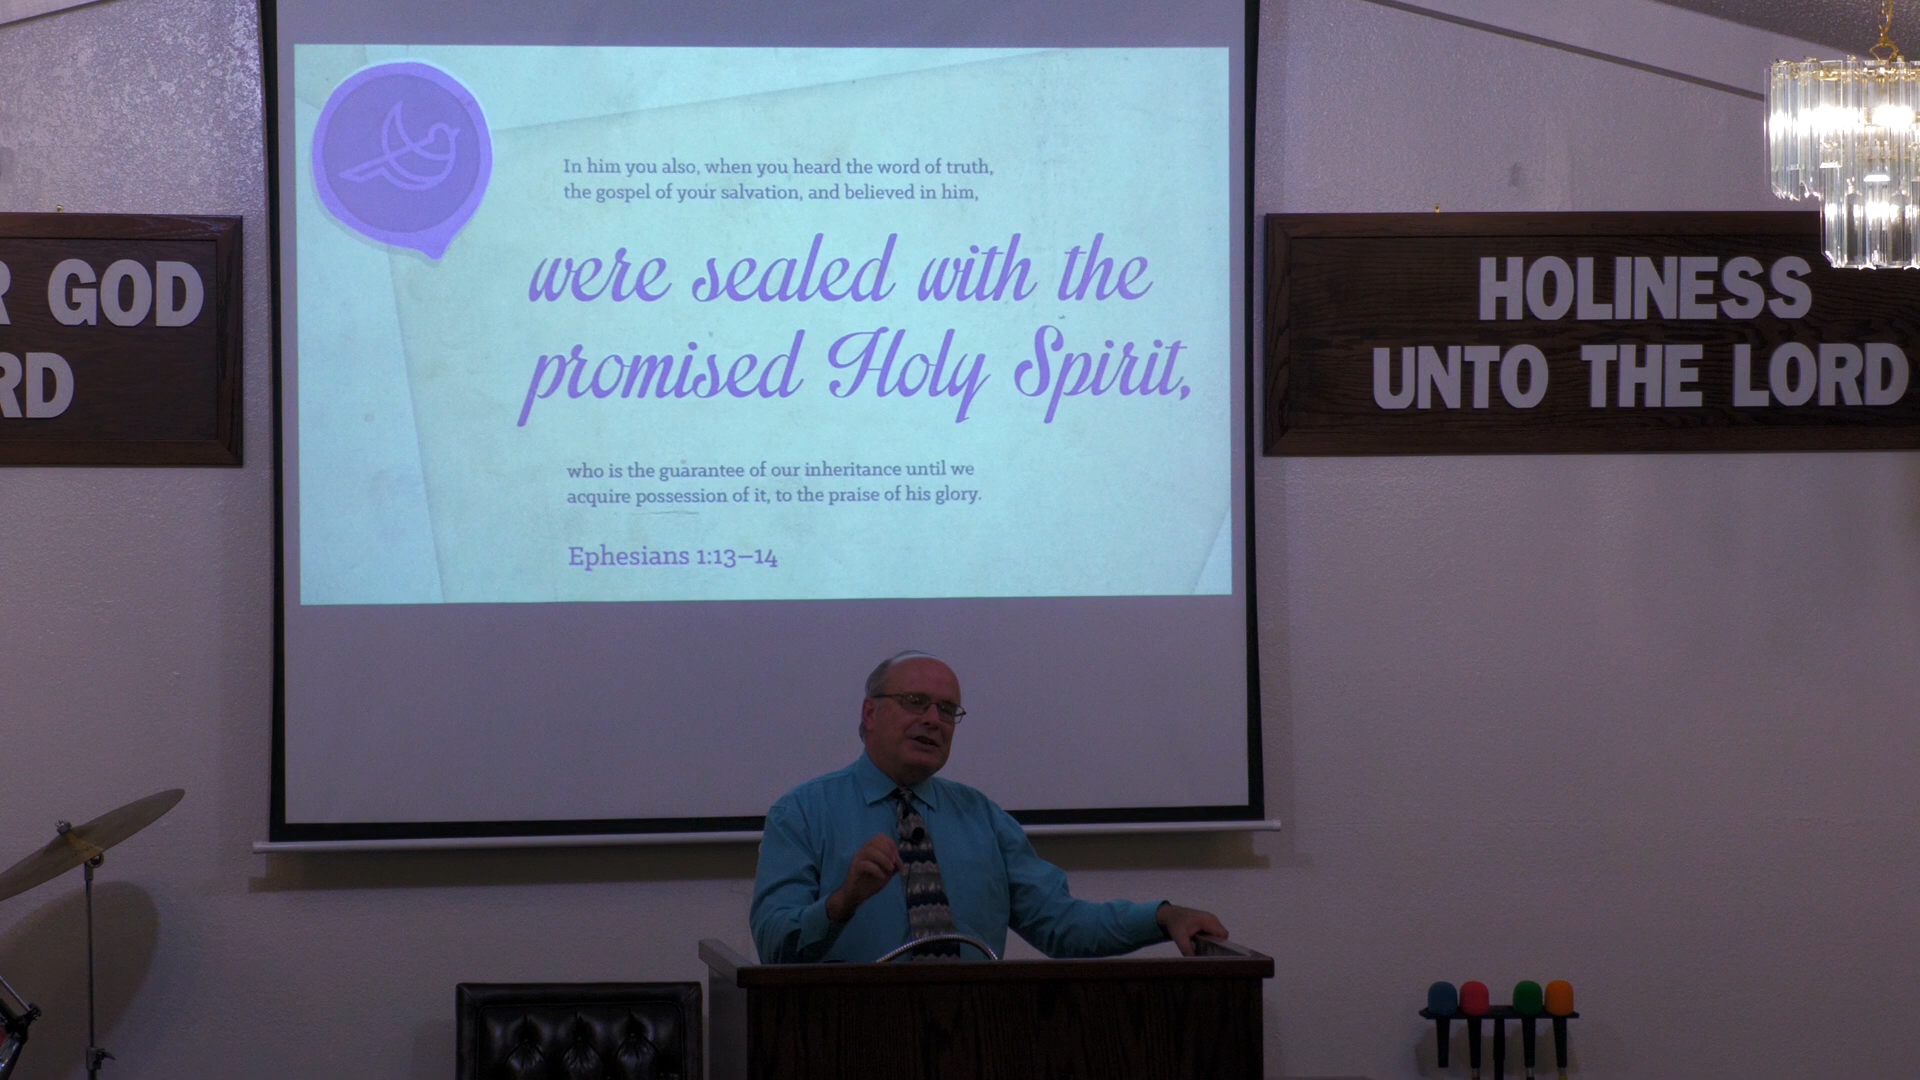 In him you also, when you heard the word of truth,
the gospel of your salvation, and believed in him,
were sealed with the
promised Holy Spirit,
who is the guarantee of our inheritance until we
acquire possession of it, to the praise of his glory.
Ephesians 1:13–14
GOD
HOLINESS
UNTO THE LORD